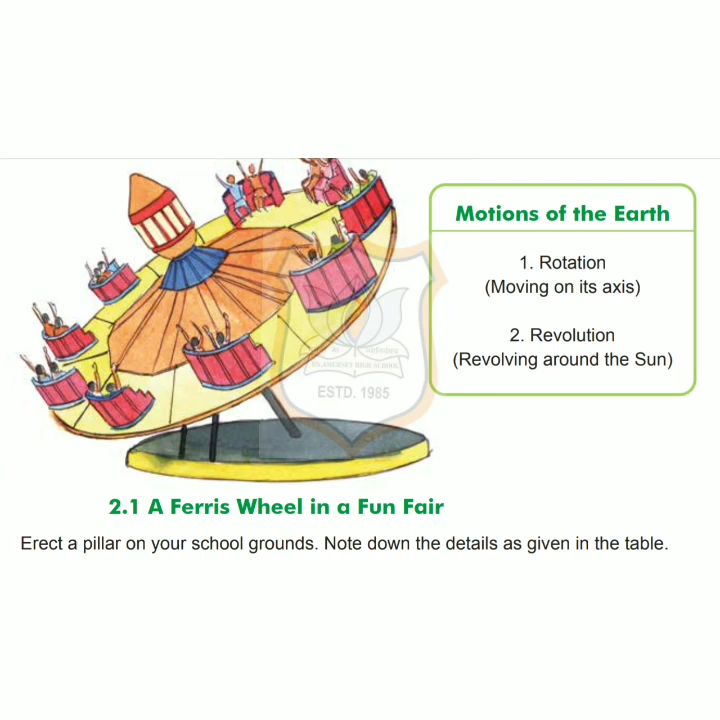 Motions of the Earth
1. Rotation
(Moving on its axis)
2. Revolution
(Revolving around the Sun)
ESTD. 1985
2.1 A Ferris Wheel in a Fun Fair
Erect a pillar on your school grounds. Note down the details as given in the table.